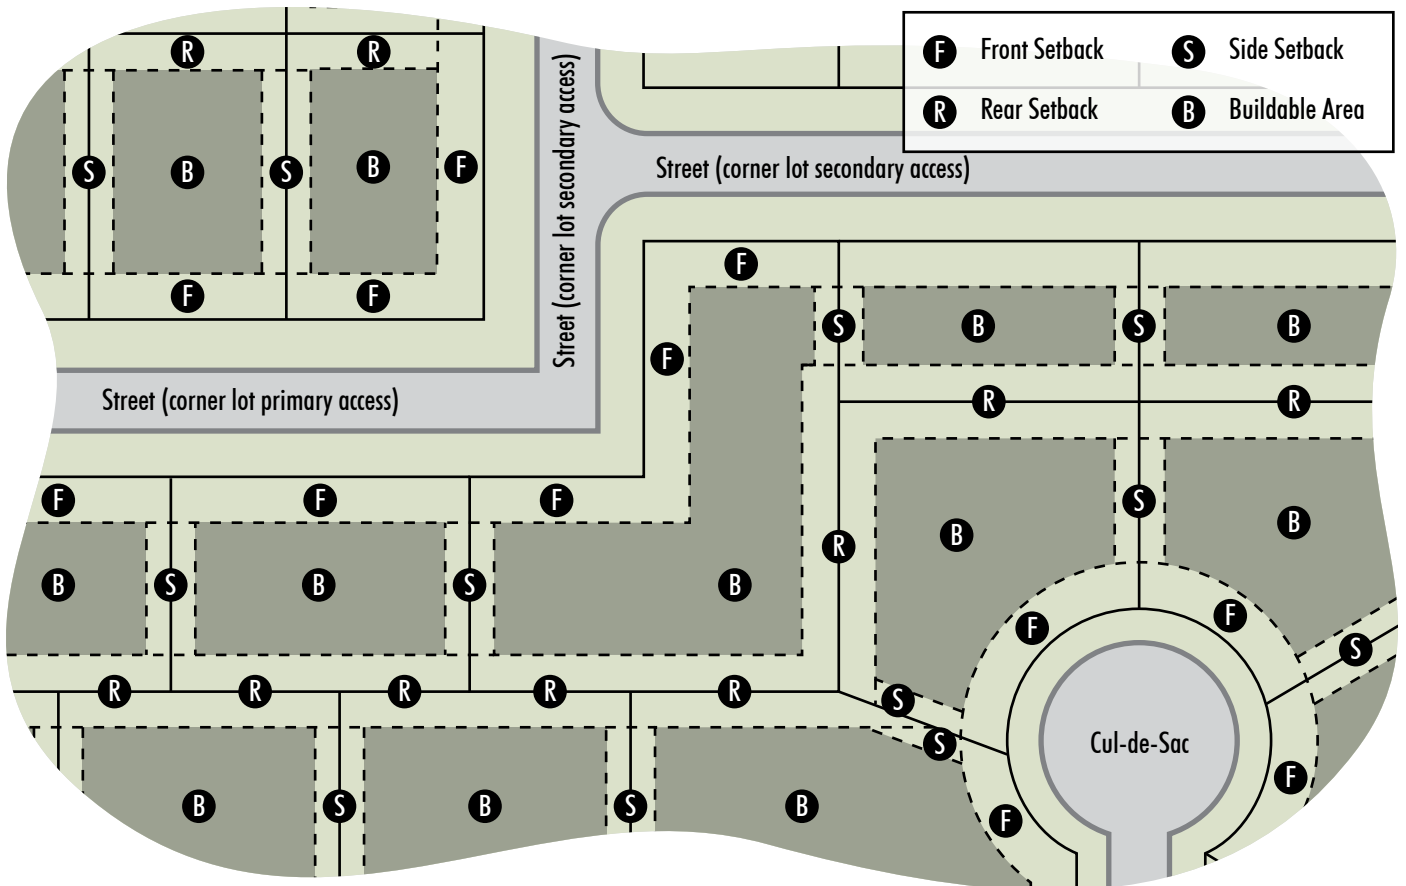 R R
F Front Setback S Side Setback
R Rear Setback B Buildable Area
S B S B F
Street (corner lot secondary access)
Street (corner lot secondary access)
F F
F
S B S B
F
Street (corner lot primary access)
R R
F F F
S
B B
R
B S B S B
F F
S
R R R R R
S
S
Cul-de-Sac
F
B S B S B
F